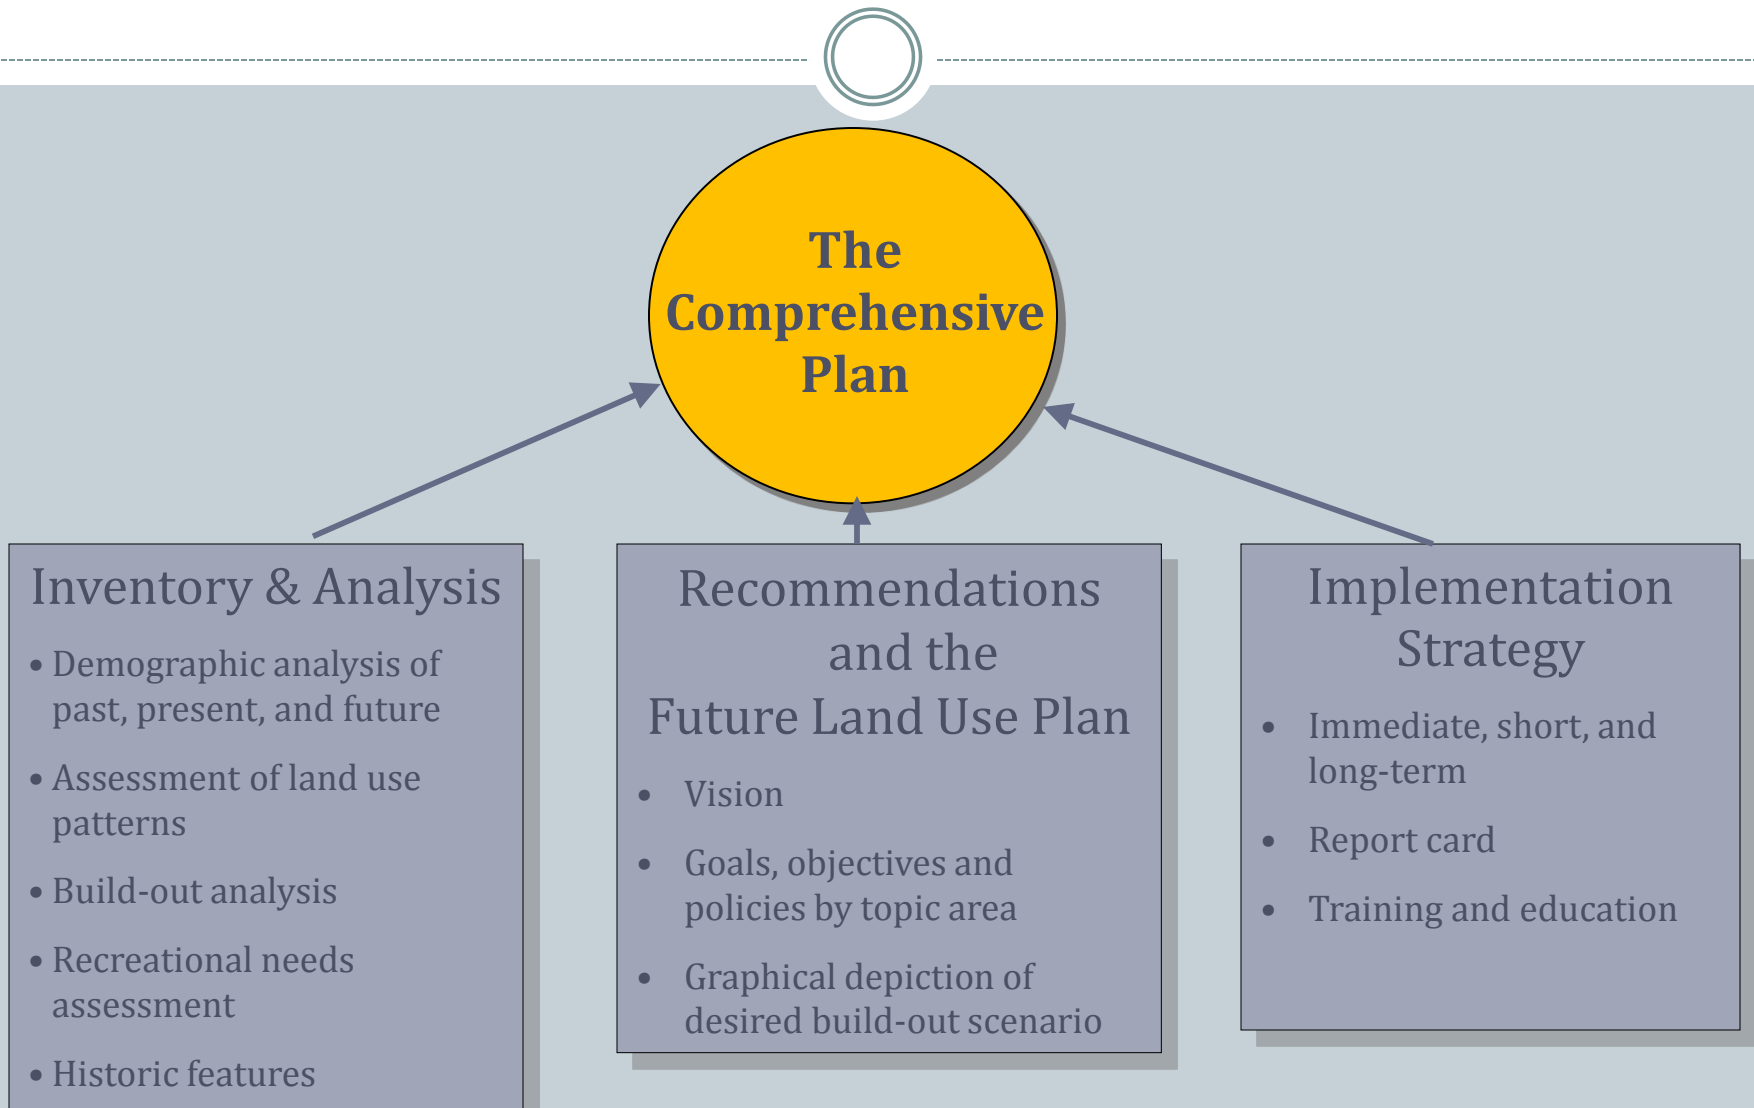 The
Comprehensive
Plan
Inventory & Analysis
• Demographic analysis of
past, present, and future
• Assessment of land use
patterns
• Build-out analysis
• Recreational needs
assessment
• Historic features
Recommendations
and the
Future Land Use Plan
• Vision
• Goals, objectives and
policies by topic area
• Graphical depiction of
desired build-out scenario
Implementation
Strategy
• Immediate, short, and
long-term
• Report card
• Training and education